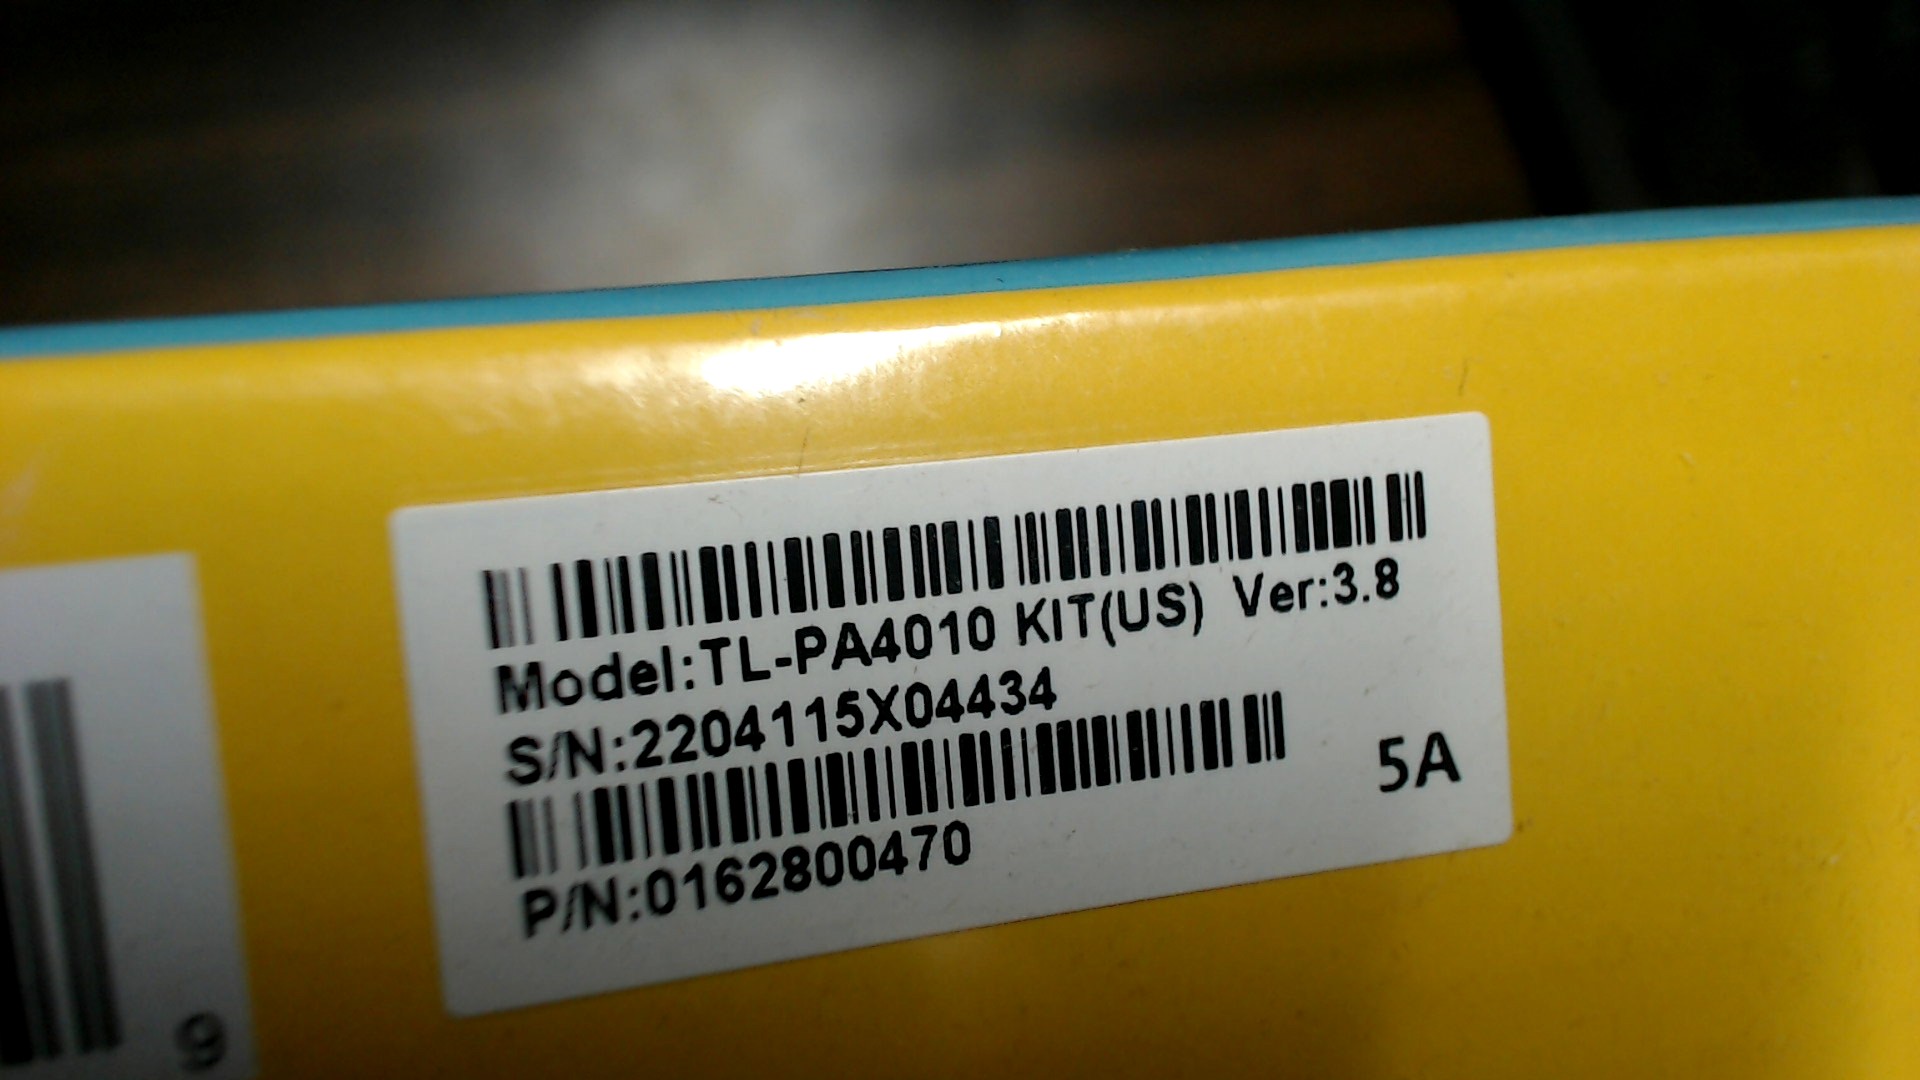 Model:TL-PA4010 KIT(US) Ver:3.8
S/N:2204115X04434
5A
P/N:0162800470
9